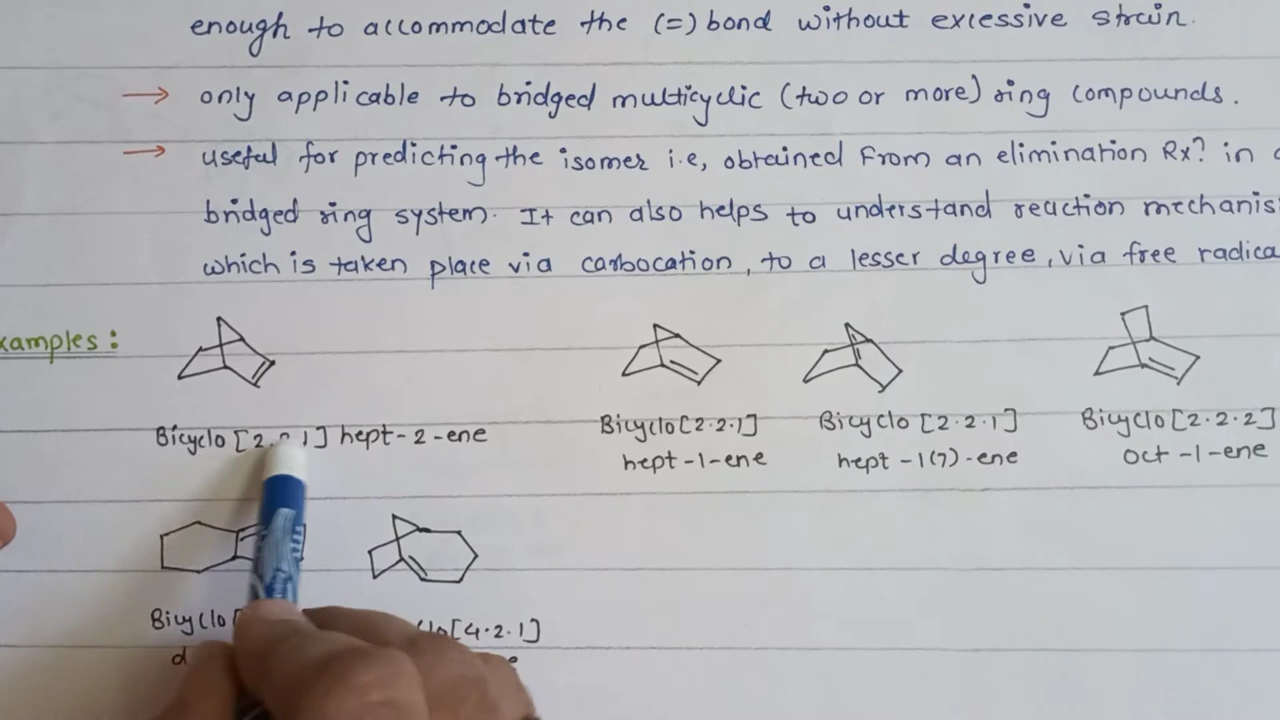 enough to accommodate the (=) bond without excessive strain.
→ only applicable to bridged multicyclic (two or more) ring compounds.
→ useful for predicting the isomer i.e, obtained From an elimination Rx? in
bridged ring system. It can also helps to understand reaction mechanis
which is taken place via carbocation, to a lesser degree, via free radica
xamples:
Bicyclo [2. 1] hept-2-ene
Bicyclo[2.2.1] hept-1-ene
Bicyclo [2.2.1] hept-1(7)-ene
Bicyclo[2.2.2] Oct-1-ene
Bicyclo[
d
lo[4.2.1]